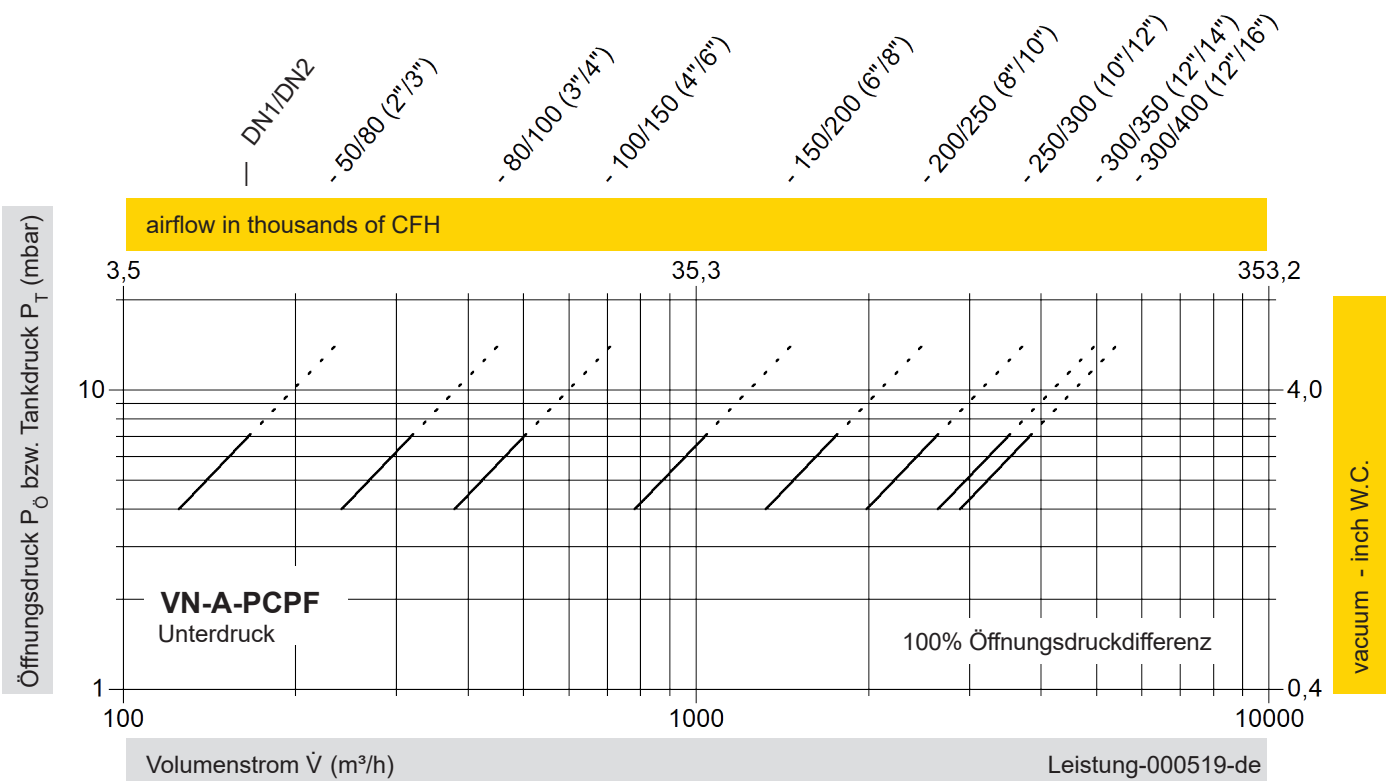 DN1/DN2
- 50/80 (2"/3")
- 80/100 (3"/4")
- 100/150 (4"/6")
- 150/200 (6"/8")
- 200/250 (8"/10")
- 250/300 (10"/12")
- 300/350 (12"/14")
- 300/400 (12"/16")
airflow in thousands of CFH
3,5 35,3 353,2
Öffnungsdruck PÖ bzw. Tankdruck PT (mbar)
10
1
4,0
0,4
vacuum - inch W.C.
VN-A-PCPF
Unterdruck
100% Öffnungsdruckdifferenz
100 1000 10000
Volumenstrom V̇ (m³/h) Leistung-000519-de